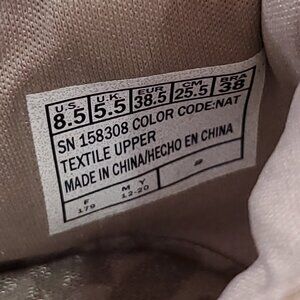 U.S. U.K. EUR CM BRA
8.5 5.5 38.5 25.5 38
SN 158308 COLOR CODE:NAT
TEXTILE UPPER
MADE IN CHINA/HECHO EN CHINA
F M Y
179 12-20